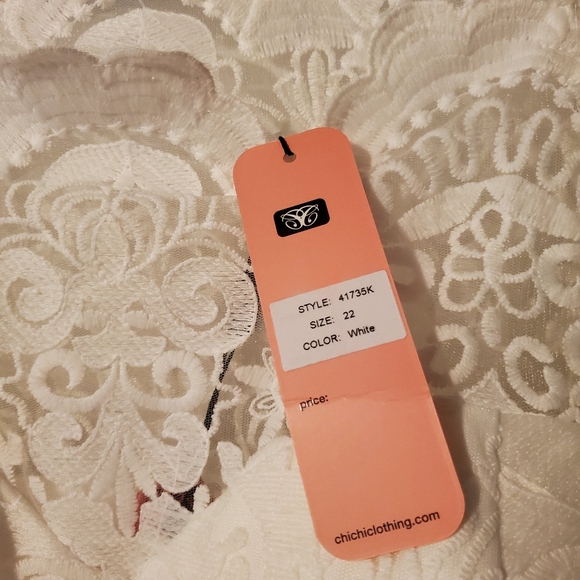 STYLE: 41735K
SIZE: 22
COLOR: White
price:
chichiclothing.com